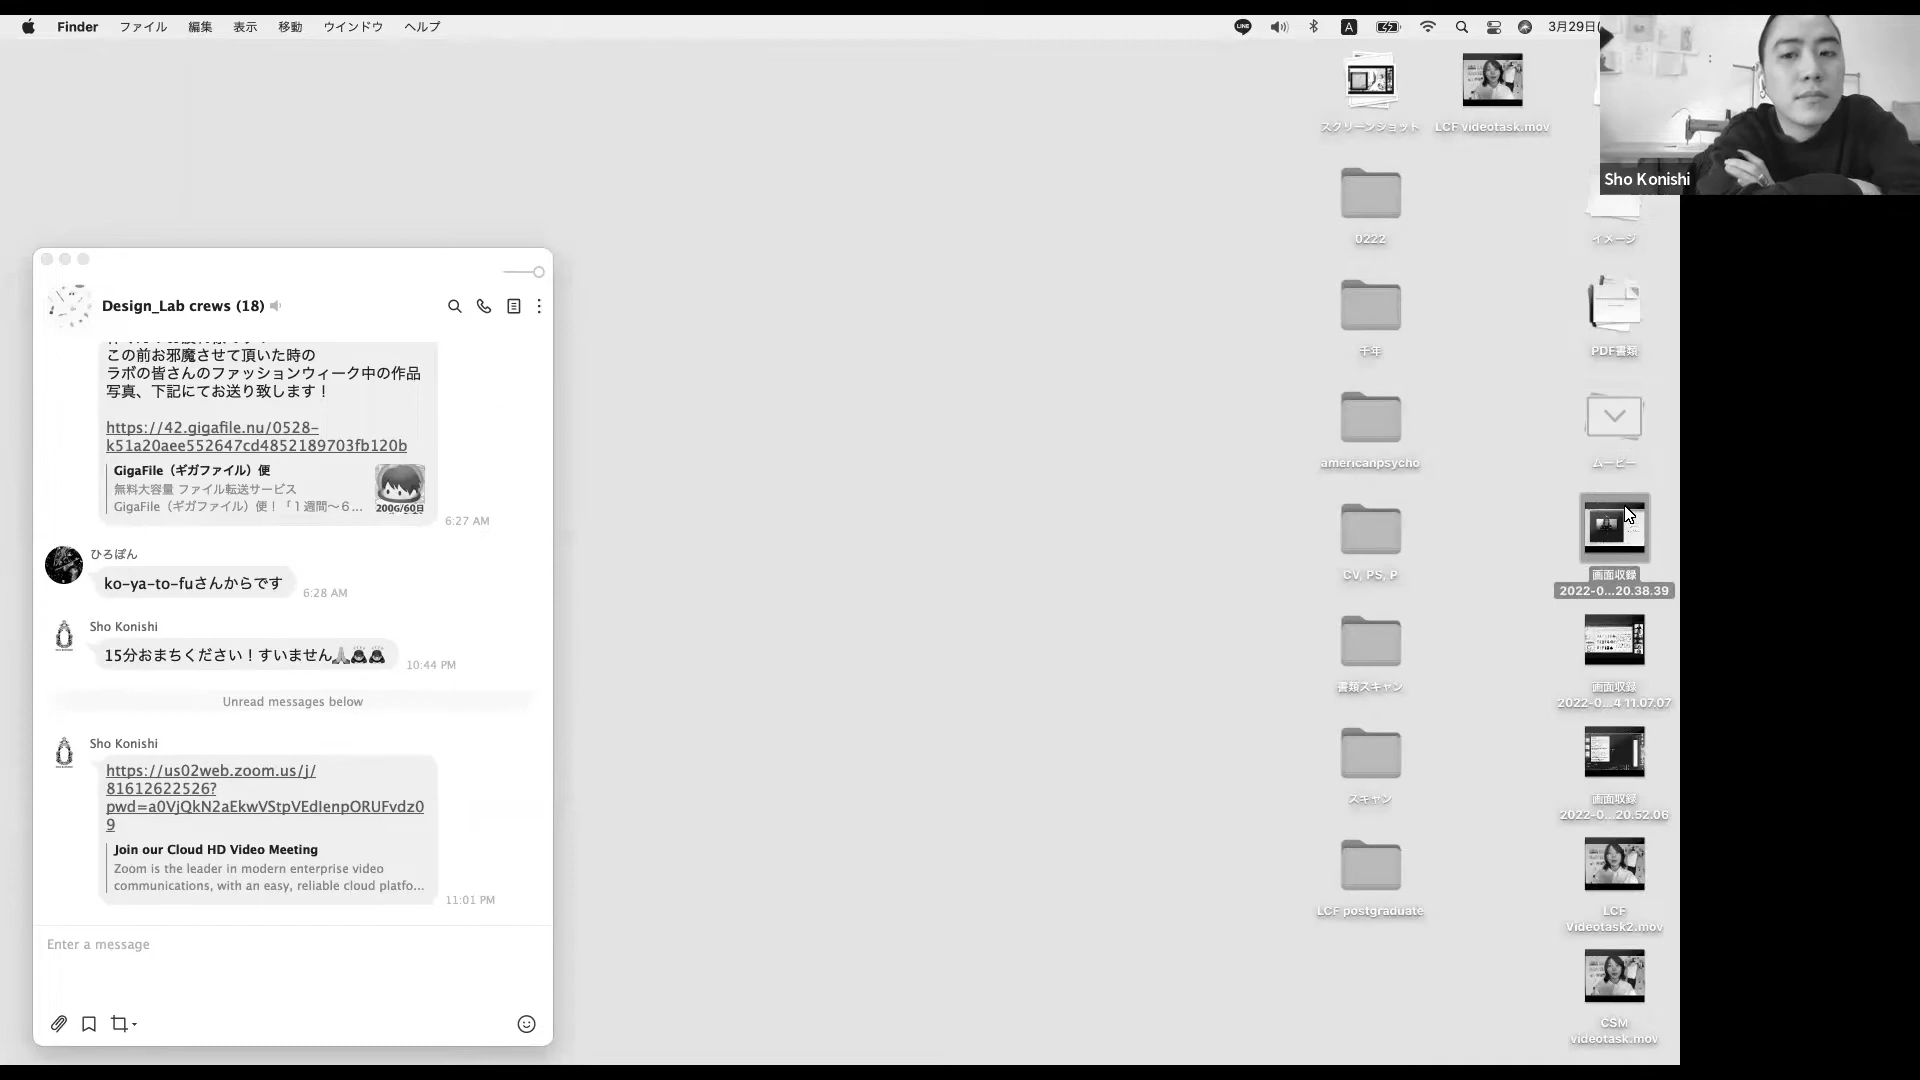 Finder ファイル 編集 表示 移動 ウインドウ ヘルプ
LINE
A
3月29日(
Sho Konishi
スクリーンショット
LCF videotask.mov
0222
イメージ
千年
PDF書類
americanpsycho
ムービー
CV, PS, P
画面収録
2022-0...20.38.39
書類スキャン
画面収録
2022-0...4 11.07.07
スキャン
画面収録
2022-0...20.52.06
LCF postgraduate
LCF
Videotask2.mov
CSM
videotask.mov
Design_Lab crews (18)
この前お邪魔させて頂いた時の
ラボの皆さんのファッションウィーク中の作品
写真、下記にてお送り致します！
https://42.gigafile.nu/0528-
k51a20aee552647cd4852189703fb120b
GigaFile（ギガファイル）便
無料大容量 ファイル転送サービス
GigaFile（ギガファイル）便！「１週間〜６...
200G/60日
6:27 AM
ひろぽん
ko-ya-to-fuさんからです
6:28 AM
Sho Konishi
15分おまちください！すいません
10:44 PM
Unread messages below
Sho Konishi
https://us02web.zoom.us/j/
81612622526?
pwd=a0VjQkN2aEkwVStpVEdIenpORUFvdz0
9
Join our Cloud HD Video Meeting
Zoom is the leader in modern enterprise video
communications, with an easy, reliable cloud platfo...
11:01 PM
Enter a message